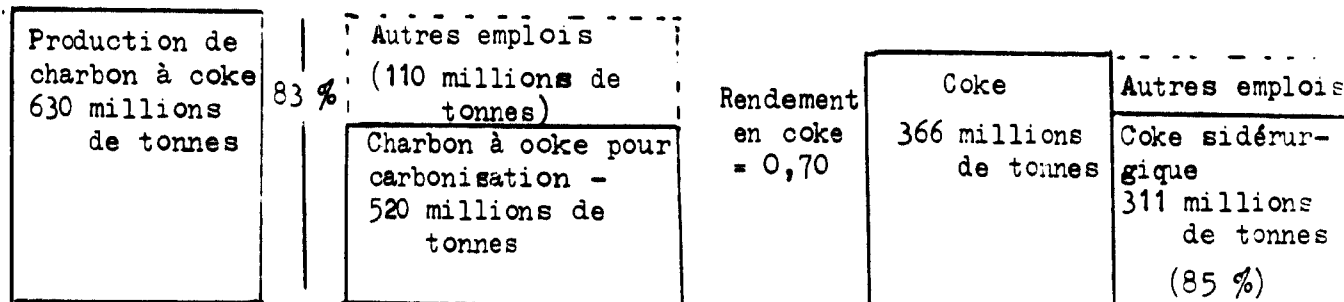 Production de
charbon à coke
630 millions
de tonnes
83 %
Autres emplois
(110 millions de
tonnes)
Charbon à ooke pour
carbonisation -
520 millions de
tonnes
Rendement
en coke
= 0,70
Coke
366 millions
de tonnes
Autres emplois
Coke sidérur-
gique
311 millions
de tonnes
(85 %)